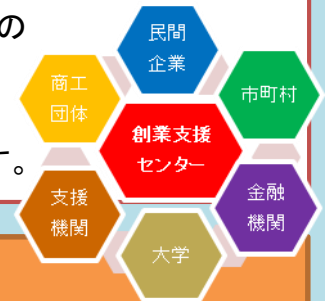 の
民間
企業
商工
団体
市町村
創業支援
センター
。
支援
機関
金融
機関
大学